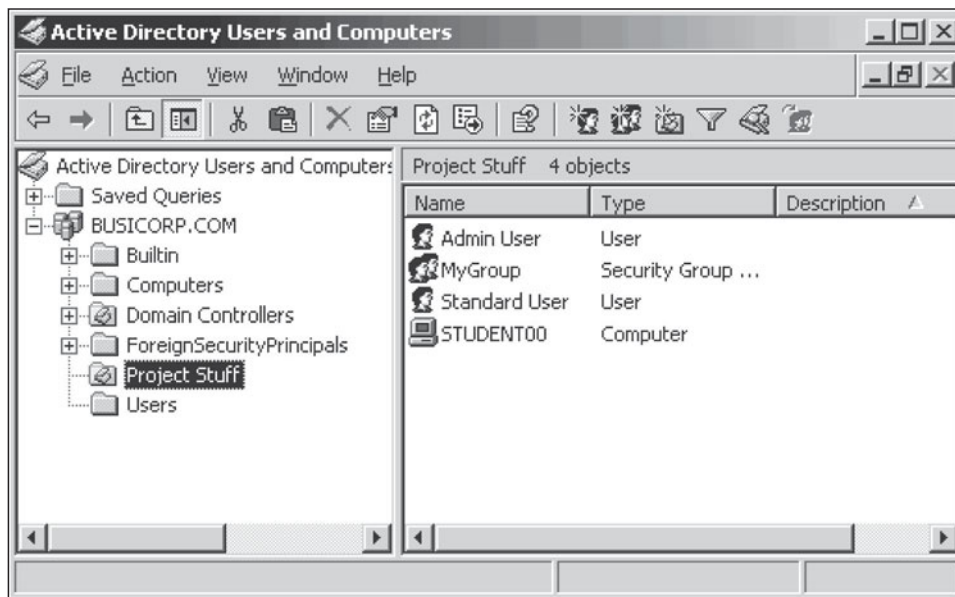 Active Directory Users and Computers
File Action View Window Help
Active Directory Users and Computer
Saved Queries
BUSICORP.COM
Builtin
Computers
Domain Controllers
ForeignSecurityPrincipals
Project Stuff
Users
Project Stuff 4 objects
Name Type Description
Admin User User
MyGroup Security Group ...
Standard User User
STUDENT00 Computer